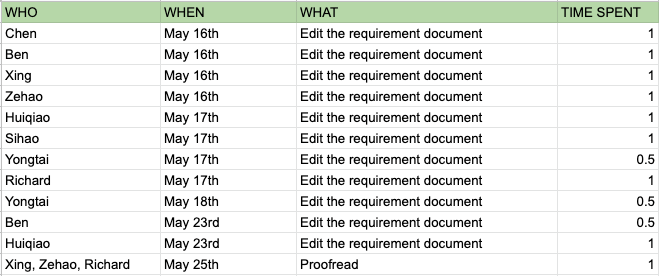 WHO WHEN WHAT TIME SPENT
Chen May 16th Edit the requirement document 1
Ben May 16th Edit the requirement document 1
Xing May 16th Edit the requirement document 1
Zehao May 16th Edit the requirement document 1
Huiqiao May 17th Edit the requirement document 1
Sihao May 17th Edit the requirement document 1
Yongtai May 17th Edit the requirement document 0.5
Richard May 17th Edit the requirement document 1
Yongtai May 18th Edit the requirement document 0.5
Ben May 23rd Edit the requirement document 0.5
Huiqiao May 23rd Edit the requirement document 1
Xing, Zehao, Richard May 25th Proofread 1